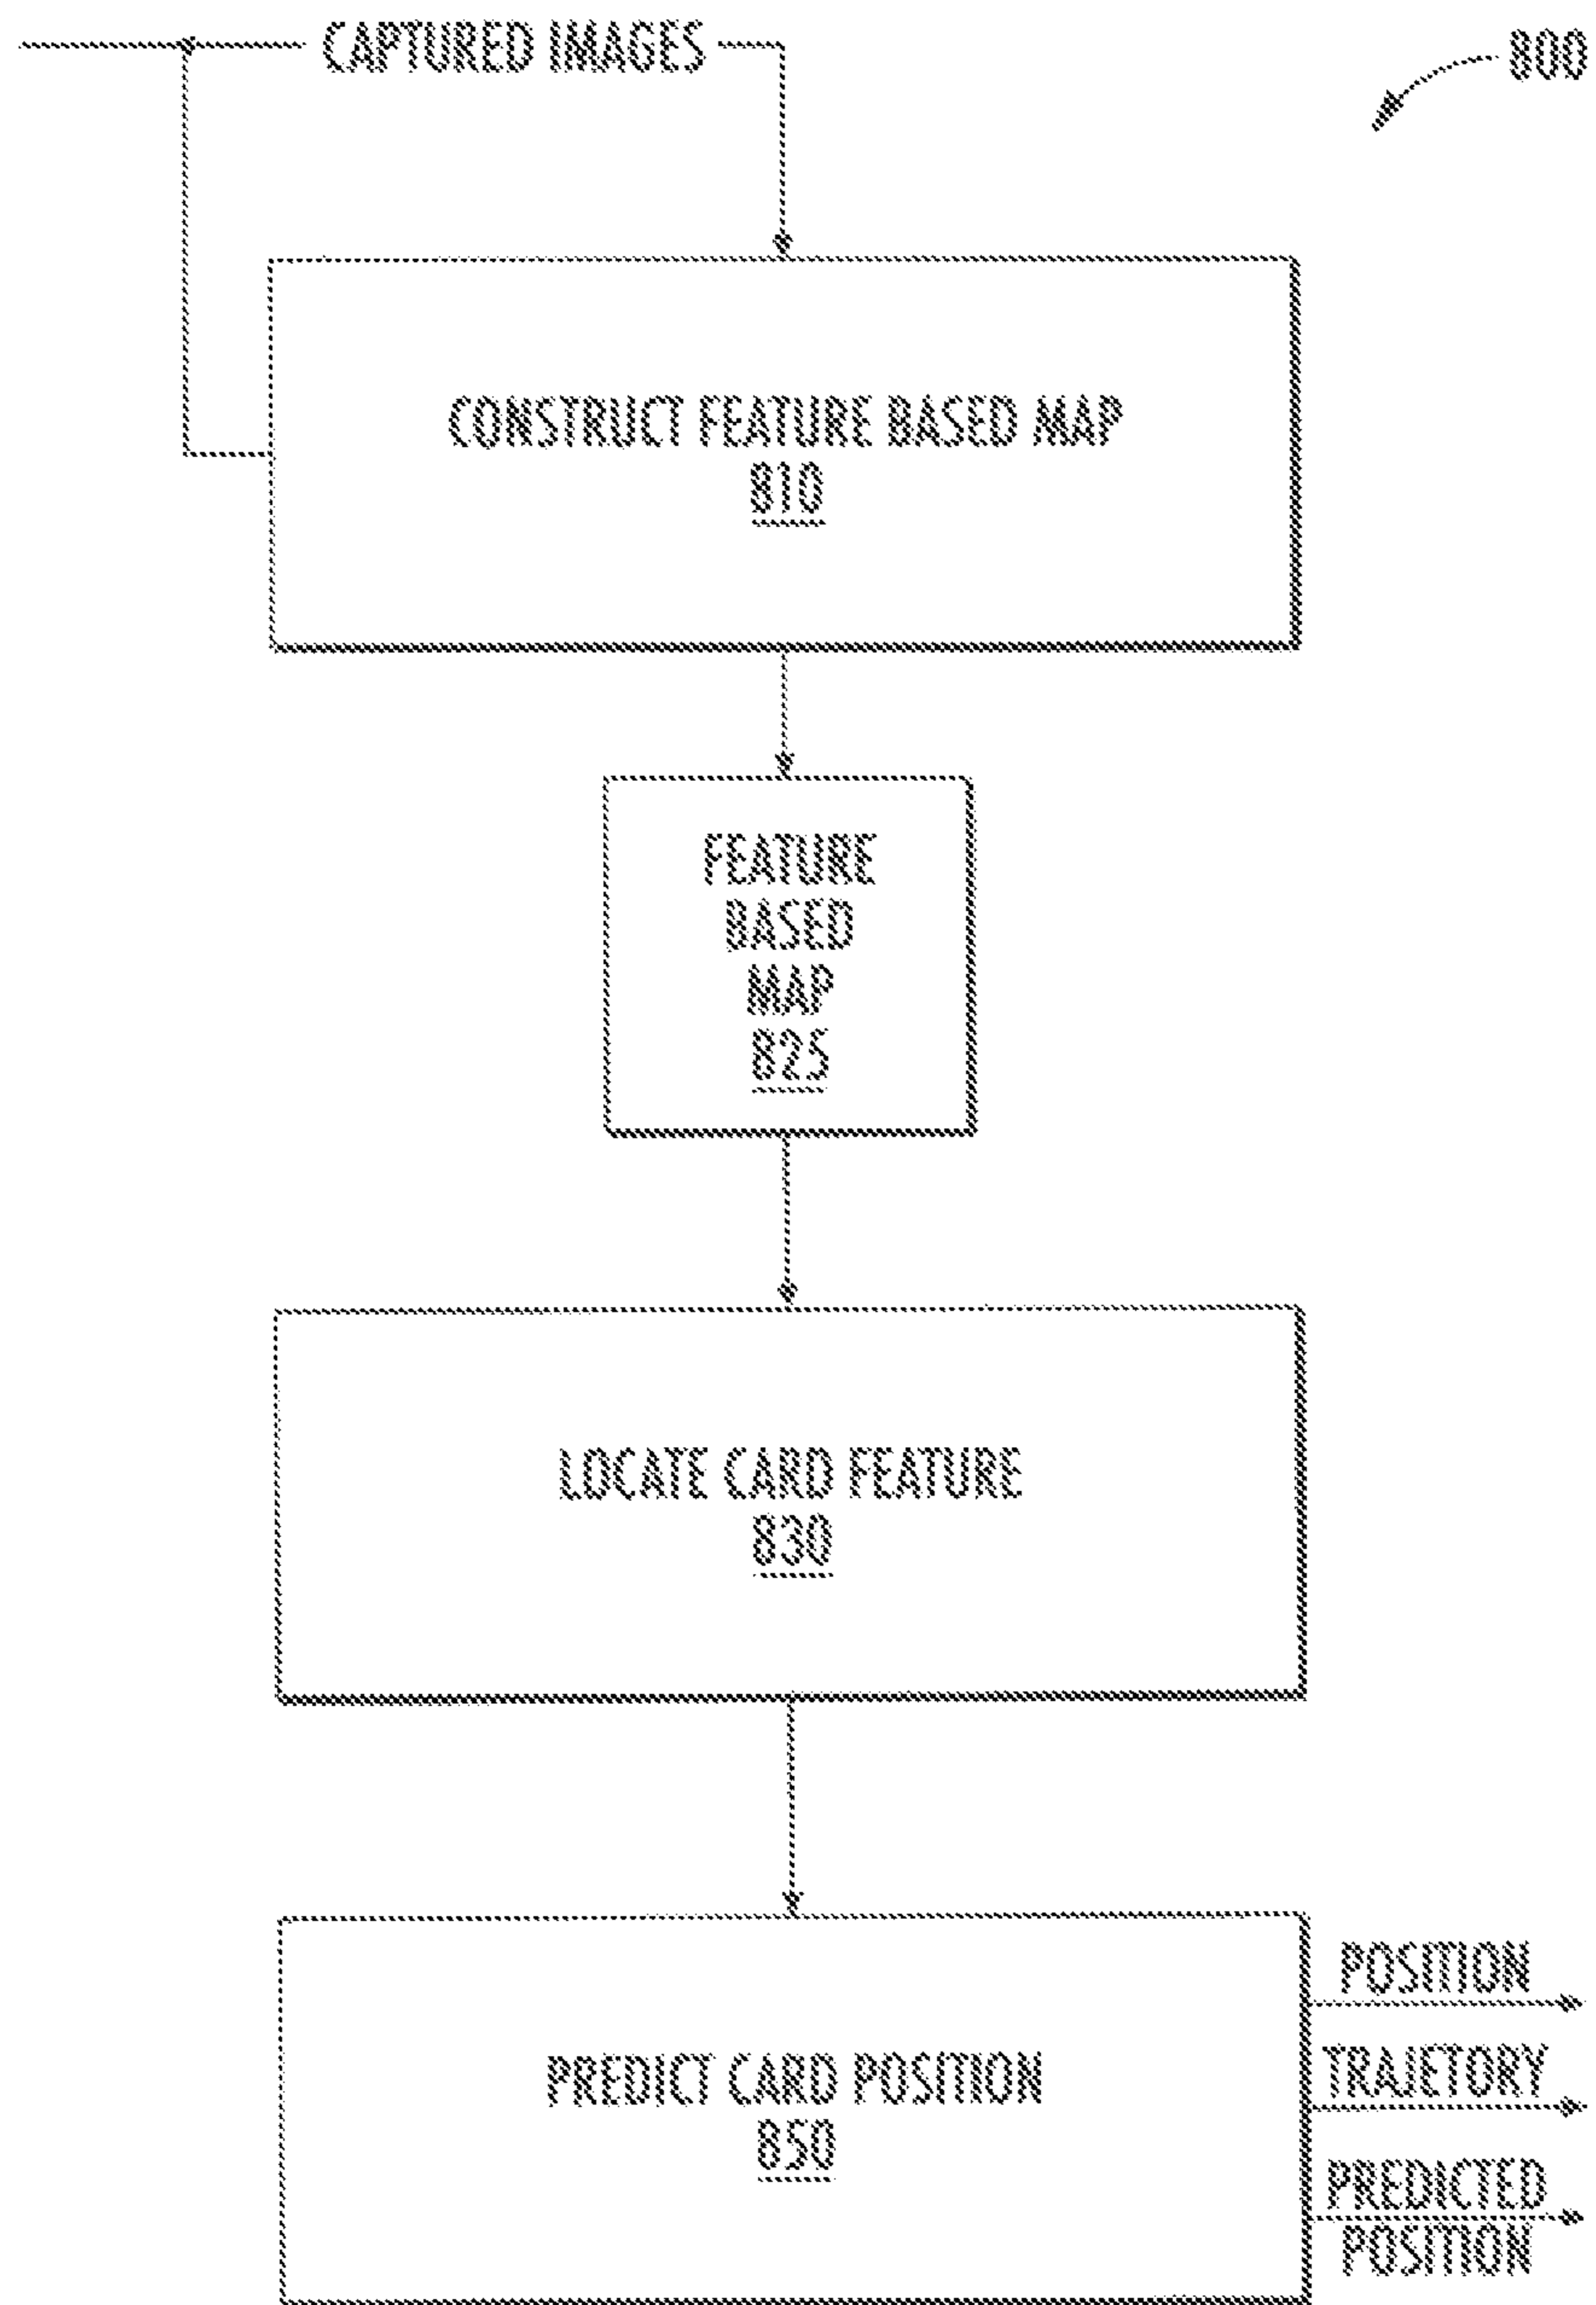 CAPTURED IMAGES
800
CONSTRUCT FEATURE BASED MAP
810
FEATURE
BASED
MAP
825
LOCATE CARD FEATURE
830
PREDICT CARD POSITION
850
POSITION
TRAJETORY
PREDICTED
POSITION